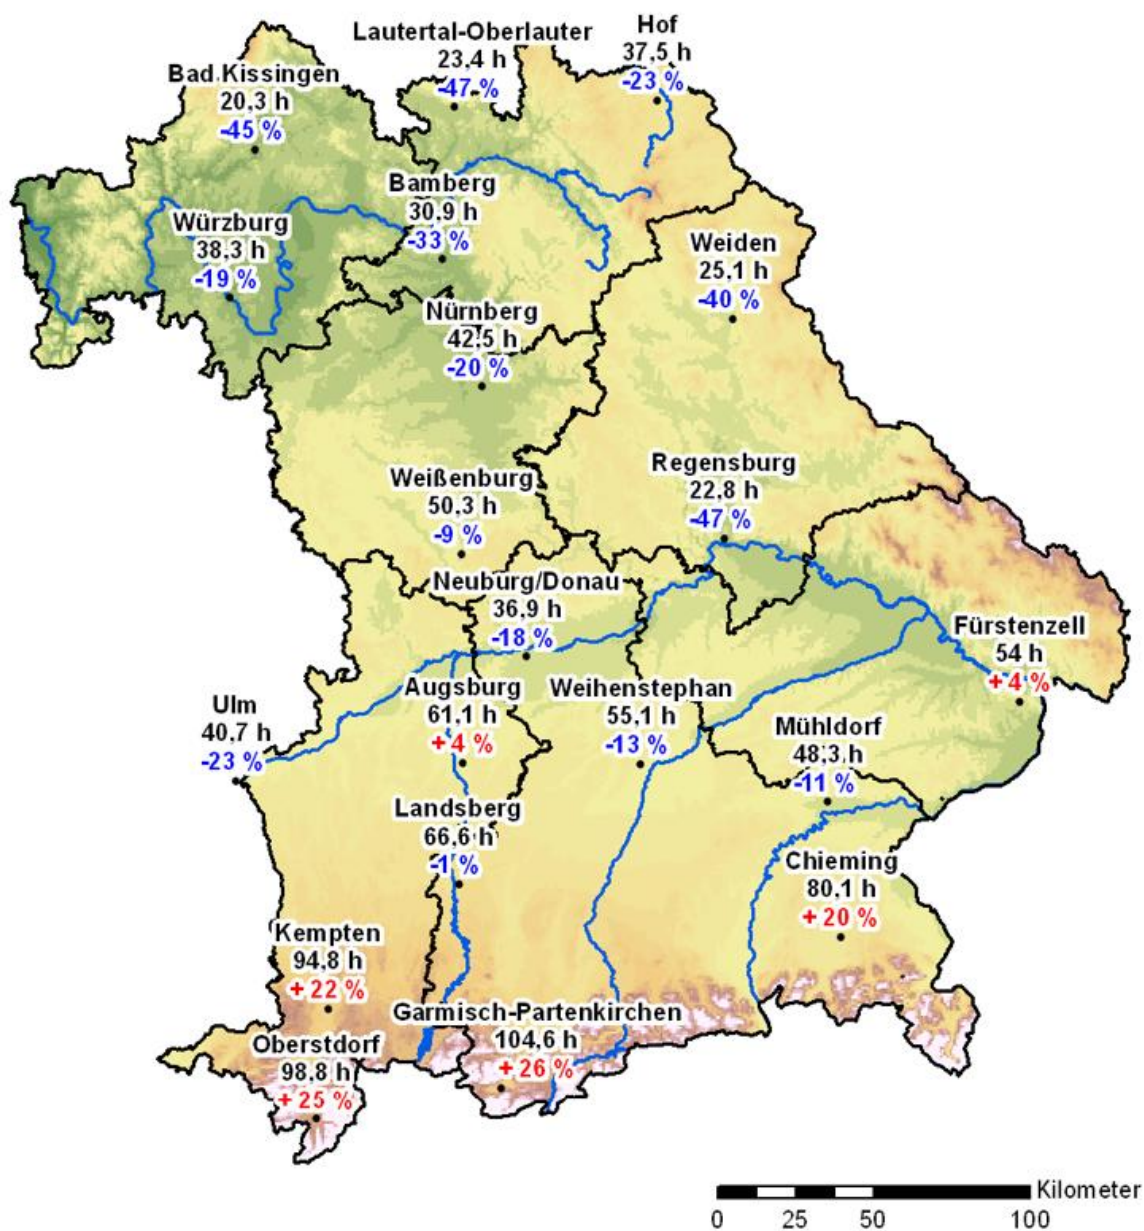 Lautertal-Oberlauter
23,4 h
-47 %
Hof
37,5 h
-23 %
Bad Kissingen
20,3 h
-45 %
Bamberg
30,9 h
-33 %
Würzburg
38,3 h
-19 %
Weiden
25,1 h
-40 %
Nürnberg
42,5 h
-20 %
Weißenburg
50,3 h
-9 %
Regensburg
22,8 h
-47 %
Neuburg/Donau
36,9 h
-18 %
Fürstenzell
54 h
+ 4 %
Ulm
40,7 h
-23 %
Augsburg
61,1 h
+ 4 %
Weihenstephan
55,1 h
-13 %
Mühldorf
48,3 h
-11 %
Landsberg
66,6 h
-1 %
Chieming
80,1 h
+ 20 %
Kempten
94,8 h
+ 22 %
Garmisch-Partenkirchen
104,6 h
+ 26 %
Oberstdorf
98,8 h
+ 25 %
Kilometer
0 25 50 100